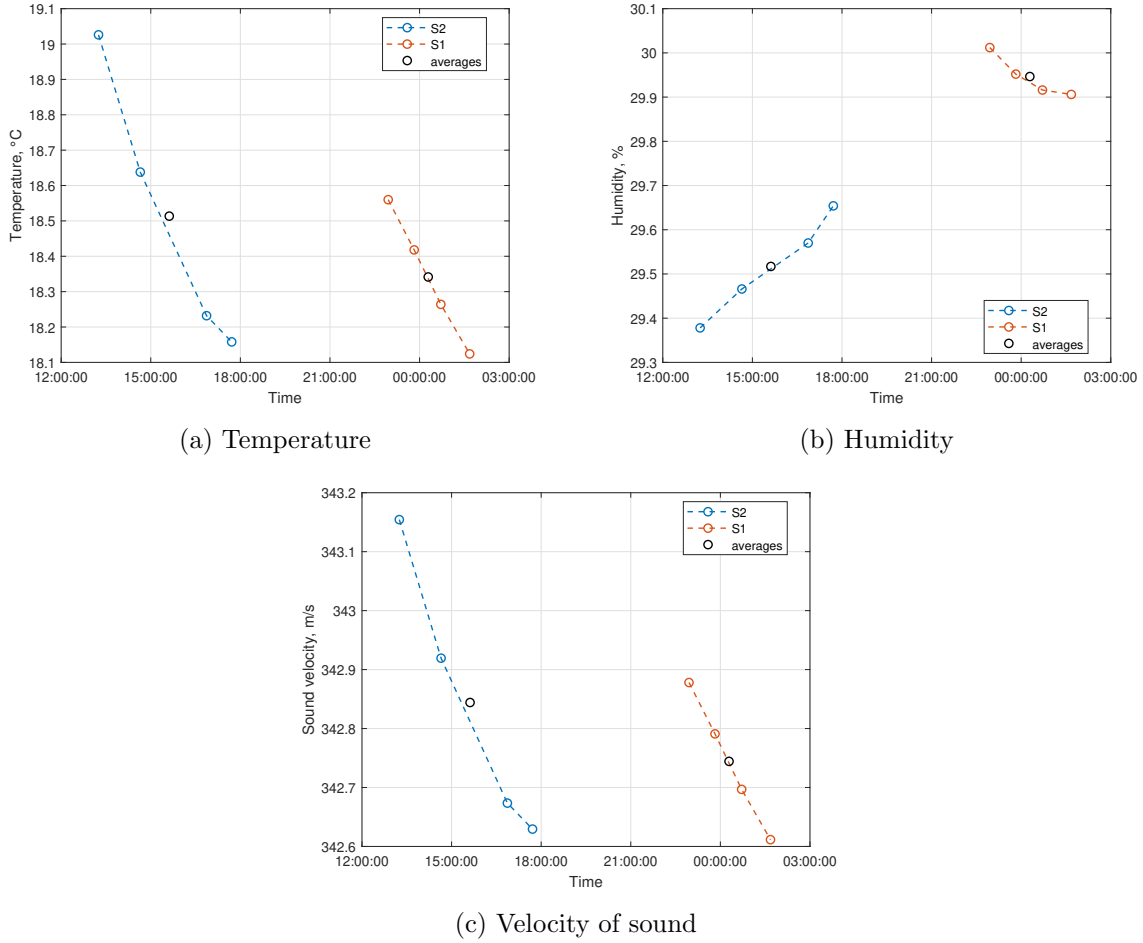 19.1
19
18.9
18.8
18.7
18.6
18.5
18.4
18.3
18.2
18.1
Temperature, °C
12:00:00 15:00:00 18:00:00 21:00:00 00:00:00 03:00:00
Time
S2
S1
averages
(a) Temperature
30.1
30
29.9
29.8
29.7
29.6
29.5
29.4
29.3
Humidity, %
12:00:00 15:00:00 18:00:00 21:00:00 00:00:00 03:00:00
Time
S2
S1
averages
(b) Humidity
343.2
343.1
343
342.9
342.8
342.7
342.6
Sound velocity, m/s
12:00:00 15:00:00 18:00:00 21:00:00 00:00:00 03:00:00
Time
S2
S1
averages
(c) Velocity of sound